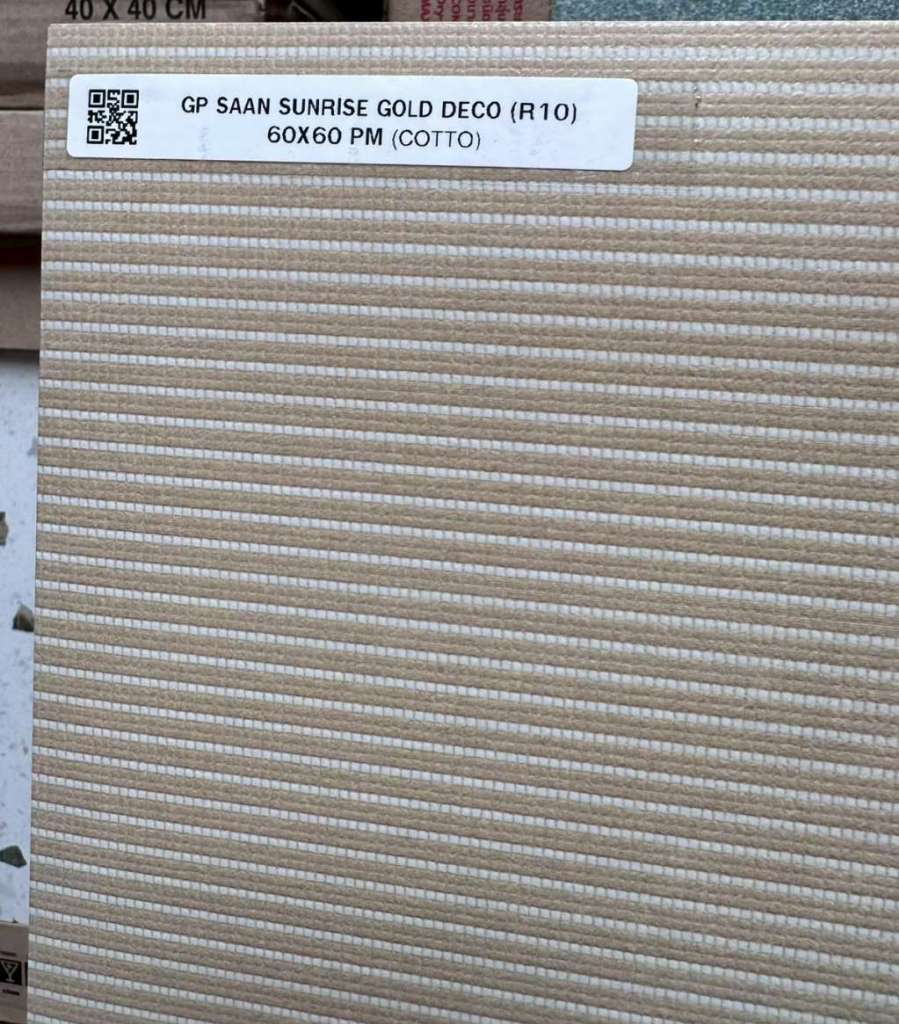 40 X 40 CM
GP SAAN SUNRISE GOLD DECO (R10)
60X60 PM (COTTO)